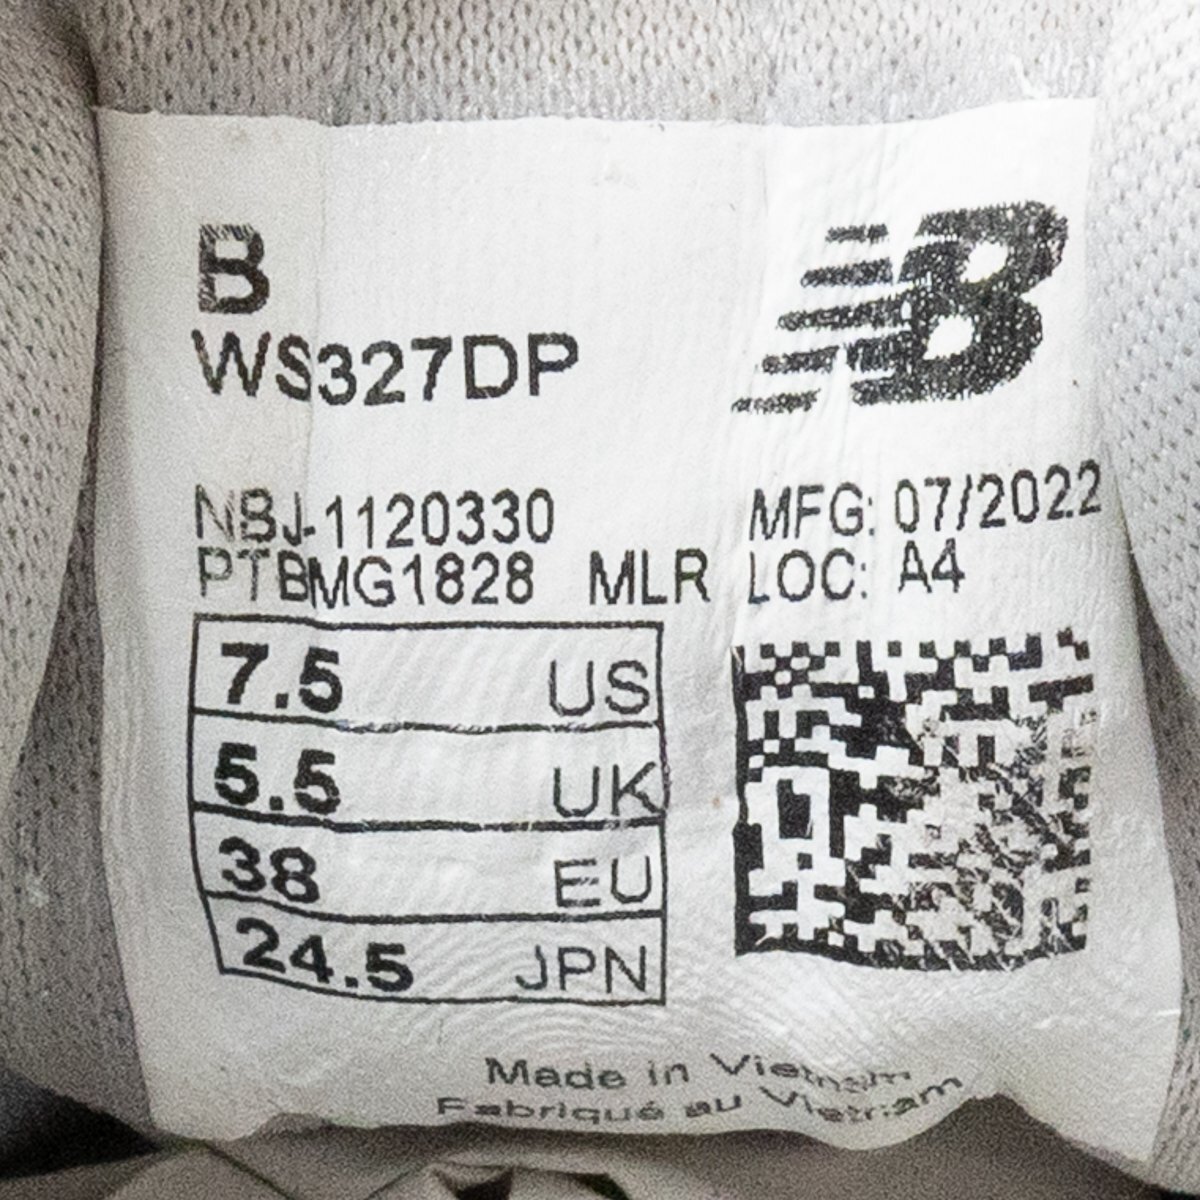 B
WS327DP
NBJ-1120330
MFG: 07/2022
PTBMG1828 MLR
LOC: A4
7.5 US
5.5 UK
38 EU
24.5 JPN
Made in Vietnam
Fabriqué au Vietnam